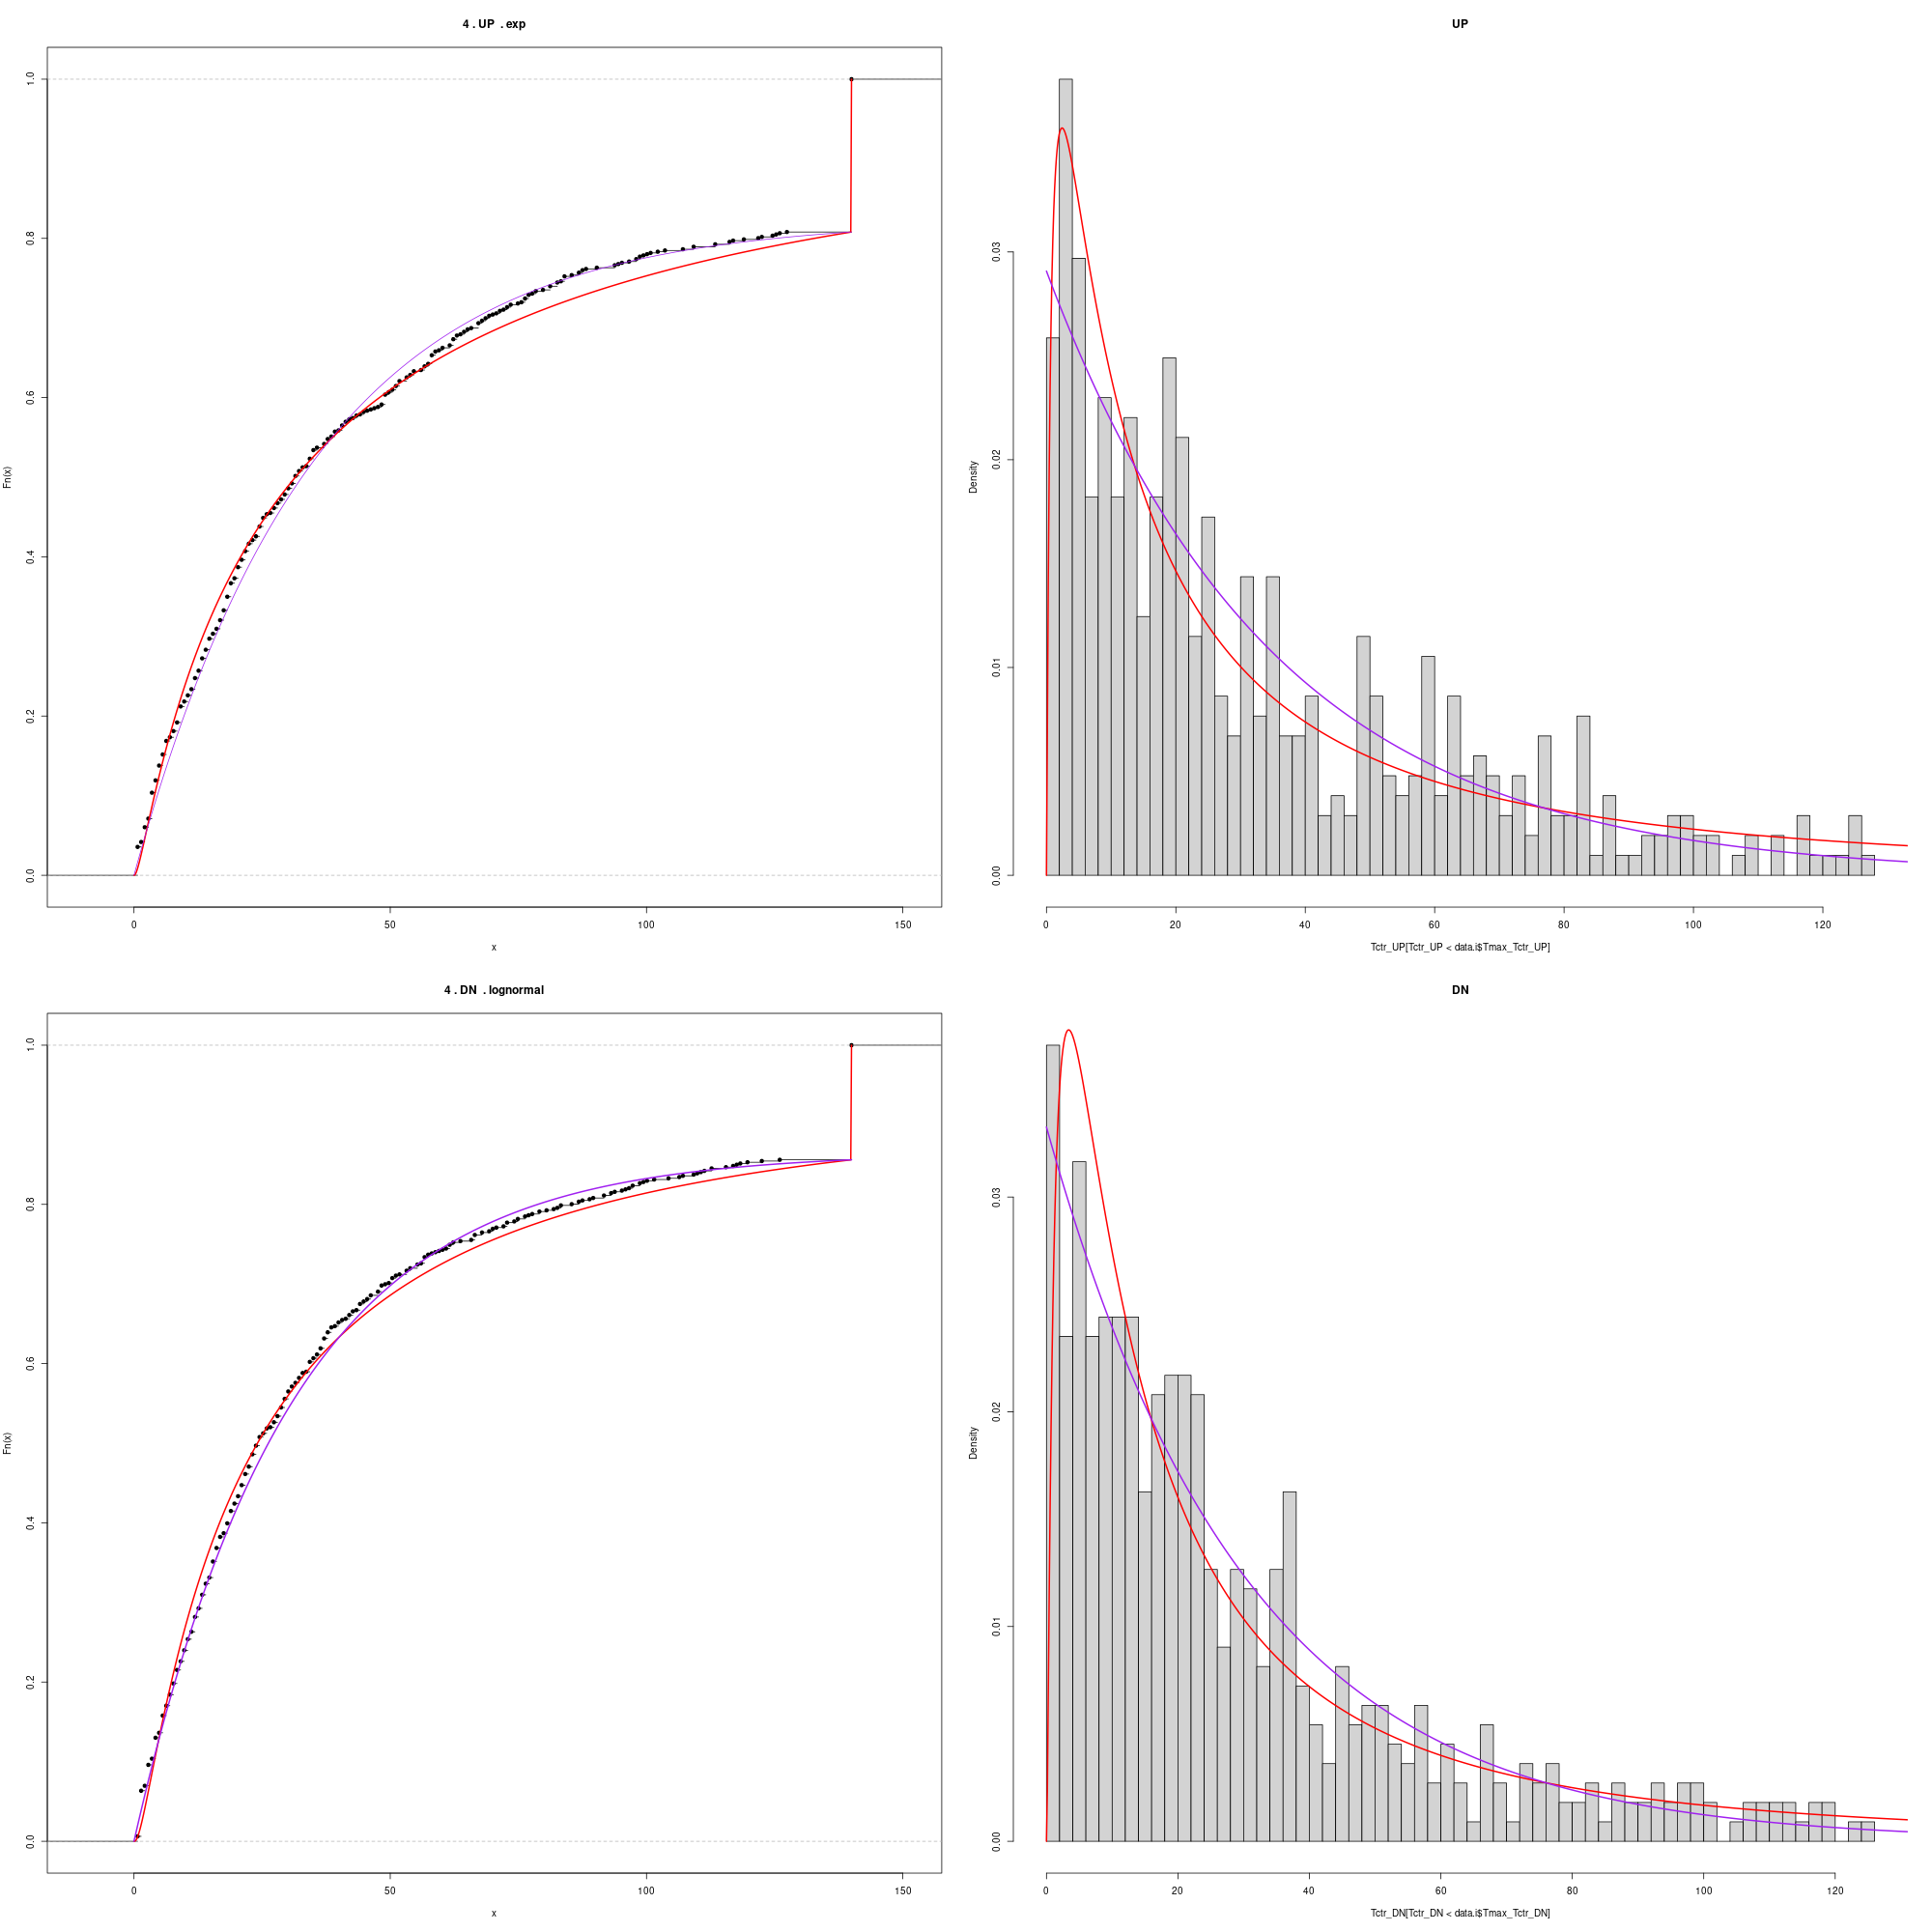 4 . UP . exp
Fn(x)
0.0 0.2 0.4 0.6 0.8 1.0
0 50 100 150
x
UP
Density
0.00 0.01 0.02 0.03
0 20 40 60 80 100 120
Tctr_UP[Tctr_UP < data.i$Tmax_Tctr_UP]
4 . DN . lognormal
Fn(x)
0.0 0.2 0.4 0.6 0.8 1.0
0 50 100 150
x
DN
Density
0.00 0.01 0.02 0.03
0 20 40 60 80 100 120
Tctr_DN[Tctr_DN < data.i$Tmax_Tctr_DN]